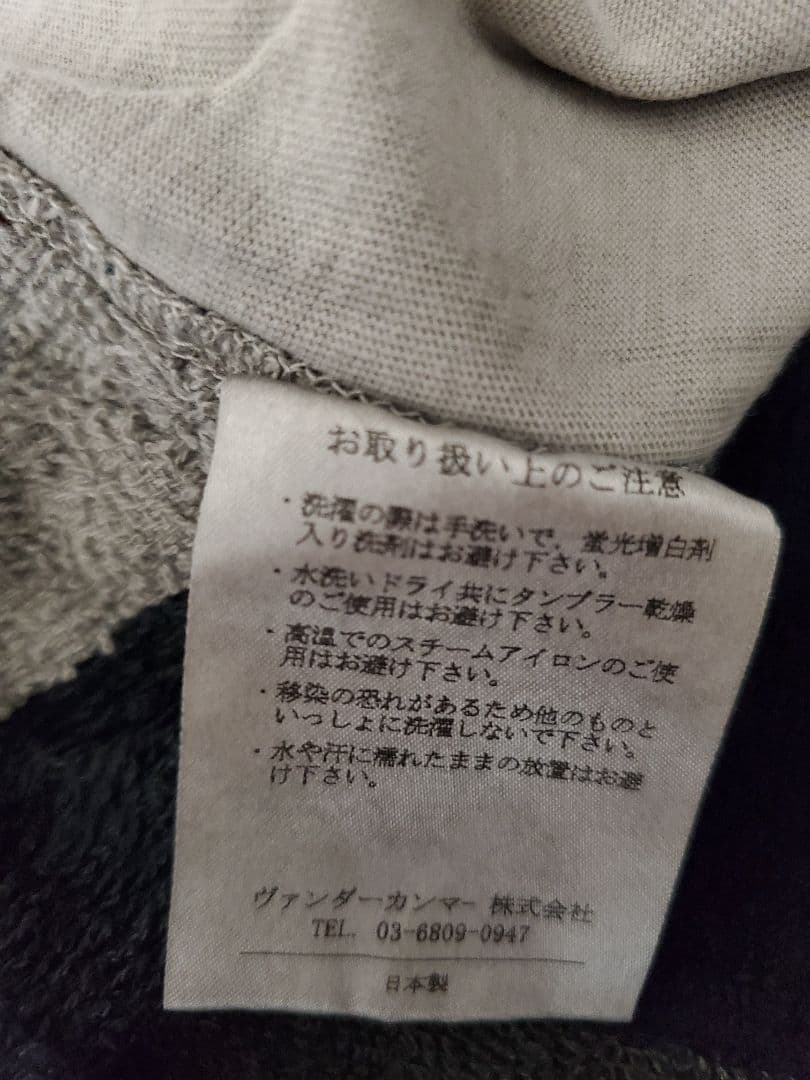 お取り扱い上のご注意
・洗濯の際は手洗いで、蛍光増白剤
入り洗剤はお避け下さい。
・水洗いドライ共にタンブラー乾燥
のご使用はお避け下さい。
・高温でのスチームアイロンのご使
用はお避け下さい。
・移染の恐れがあるため他のものと
いっしょに洗濯しないで下さい。
・水や汗に濡れたままの放置はお避
け下さい。
ヴァンダーカンマー 株式会社
TEL. 03-6809-0947
日本製